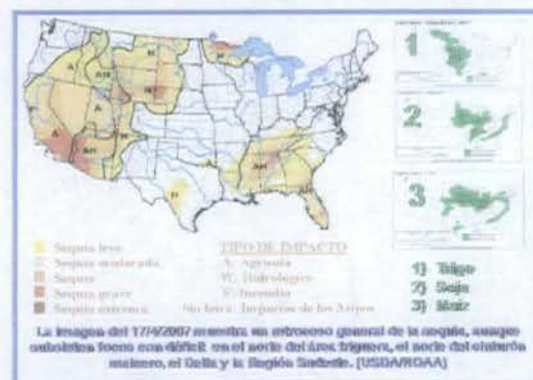 1
2
3
Sequía leve
Sequía moderada
Sequía
Sequía grave
Sequía extrema
TIPO DE IMPACTO
A: Agrícola
W: Hidrológico
F: Incendio
No letra: Impactos de los 3 tipos
1) Trigo
2) Soja
3) Maíz
La imagen del 17/4/2007 muestra un retroceso general de la sequía, aunque
subsisten focos con déficit en el norte del área triguera, el norte del cinturón
maicero, el Delta y la Región Sudeste. (USDA/NOAA)